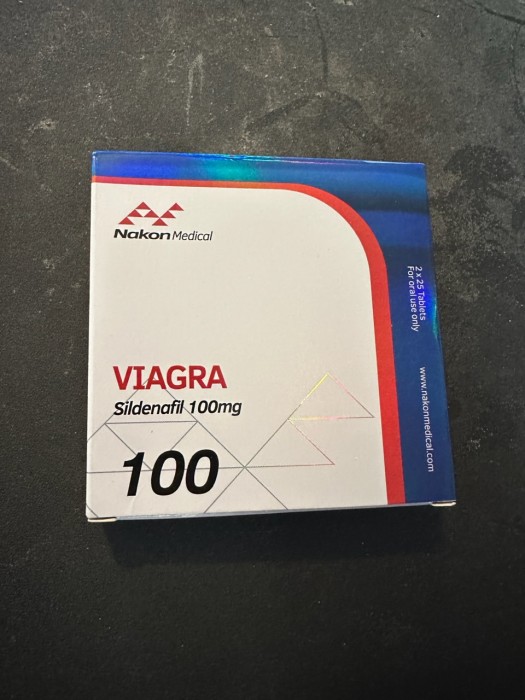 Nakon Medical
VIAGRA
Sildenafil 100mg
100
2 x 25 Tablets
For oral use only
www.nakonmedical.com